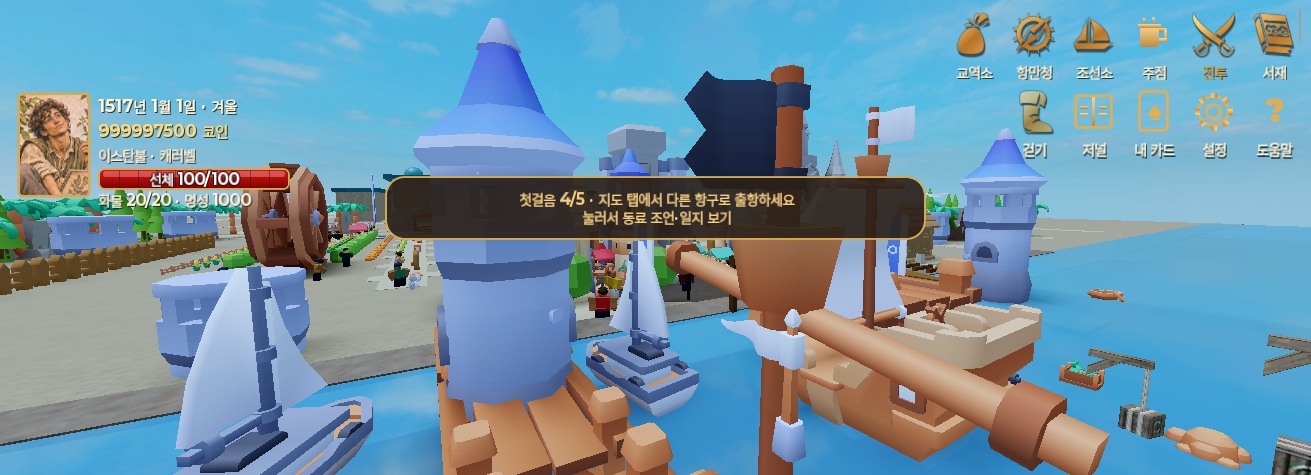 교역소
항만청
조선소
주점
전투
서재
걷기
저널
내 카드
설정
도움말
1517년 1월 1일 · 겨울
999997500 코인
이스탄불 · 캐러벨
선체 100/100
화물 20/20 · 명성 1000
첫걸음 4/5 · 지도 탭에서 다른 항구로 출항하세요
눌러서 동료 조언·일지 보기